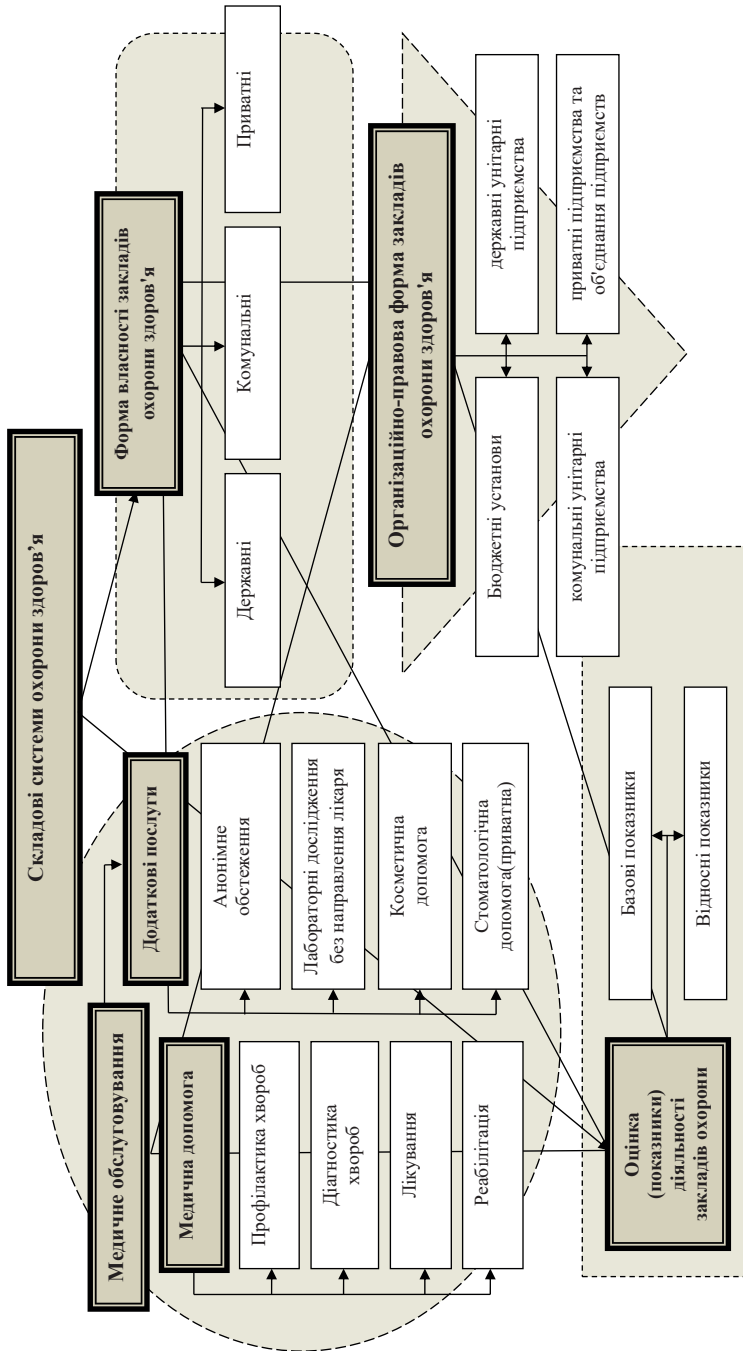 Складові системи охорони здоров’я
Медичне обслуговування
Додаткові послуги
Форма власності закладів
охорони здоров'я
Медична допомога
Профілактика хвороб
Діагностика
хвороб
Лікування
Реабілітація
Анонімне
обстеження
Лабораторні дослідження
без направлення лікаря
Косметична
допомога
Стоматологічна
допомога(приватна)
Державні
Комунальні
Приватні
Організаційно-правова форма закладів
охорони здоров'я
Бюджетні установи
державні унітарні
підприємства
комунальні унітарні
підприємства
приватні підприємства та
об'єднання підприємств
Оцінка
(показники)
діяльності
закладів охорони
Базові показники
Відносні показники